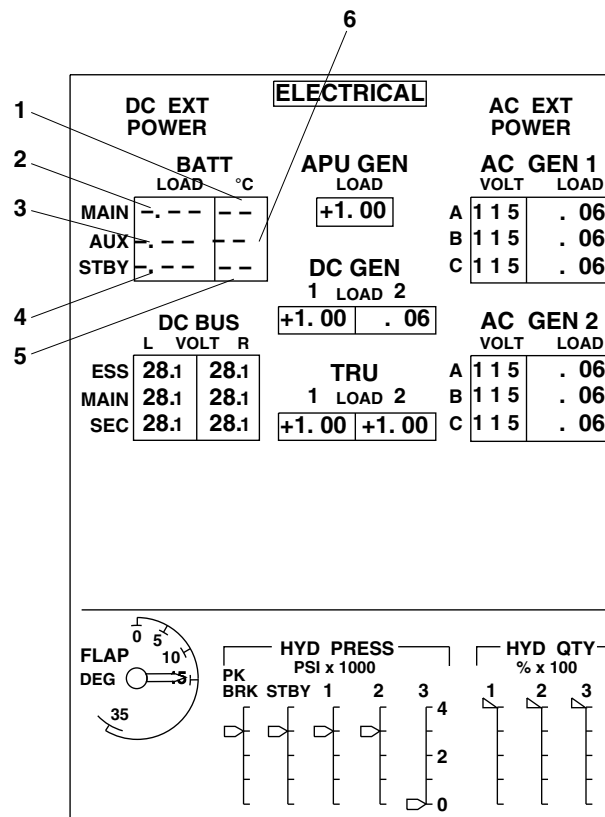 6
ELECTRICAL
1
DC EXT
POWER
AC EXT
POWER
2
BATT
LOAD °C
APU GEN
LOAD
+1.00
AC GEN 1
VOLT LOAD
3
MAIN -.-- --
AUX -.-- --
STBY -.-- --
A 115 .06
B 115 .06
C 115 .06
4
5
DC GEN
1 LOAD 2
+1.00 .06
DC BUS
L VOLT R
ESS 28.1 28.1
MAIN 28.1 28.1
SEC 28.1 28.1
TRU
1 LOAD 2
+1.00 +1.00
AC GEN 2
VOLT LOAD
A 115 .06
B 115 .06
C 115 .06
FLAP
DEG
0
5
10
15
35
HYD PRESS
PSI x 1000
PK
BRK STBY 1 2 3
4
2
0
HYD QTY
% x 100
1 2 3